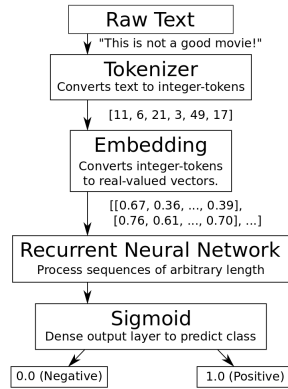 Raw Text
"This is not a good movie!"
Tokenizer
Converts text to integer-tokens
[11, 6, 21, 3, 49, 17]
Embedding
Converts integer-tokens
to real-valued vectors.
[[0.67, 0.36, ..., 0.39],
[0.76, 0.61, ..., 0.70], ...]
Recurrent Neural Network
Process sequences of arbitrary length
Sigmoid
Dense output layer to predict class
0.0 (Negative)
1.0 (Positive)